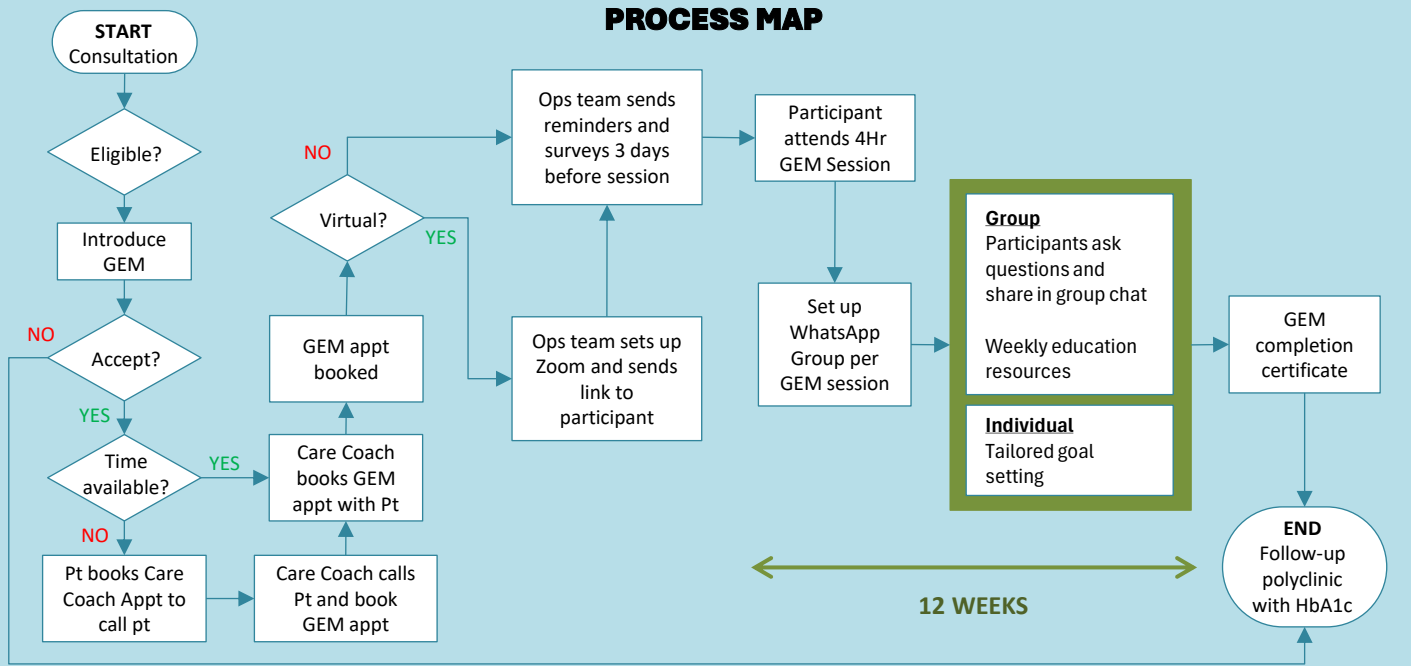 PROCESS MAP
START
Consultation
Eligible?
Introduce
GEM
NO
Accept?
YES
Time
available?
YES
NO
Pt books Care
Coach Appt to
call pt
Care Coach calls
Pt and book
GEM appt
Care Coach
books GEM
appt with Pt
GEM appt
booked
Virtual?
NO
YES
Ops team sets up
Zoom and sends
link to
participant
Ops team sends
reminders and
surveys 3 days
before session
Participant
attends 4Hr
GEM Session
Set up
WhatsApp
Group per
GEM session
Group
Participants ask
questions and
share in group chat
Weekly education
resources
Individual
Tailored goal
setting
12 WEEKS
GEM
completion
certificate
END
Follow-up
polyclinic
with HbA1c